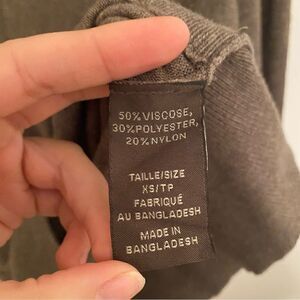 50%VISCOSE,
30%POLYESTER,
20%NYLON
TAILLE/SIZE
XS/TP
FABRIQUÉ
AU BANGLADESH
MADE IN
BANGLADESH